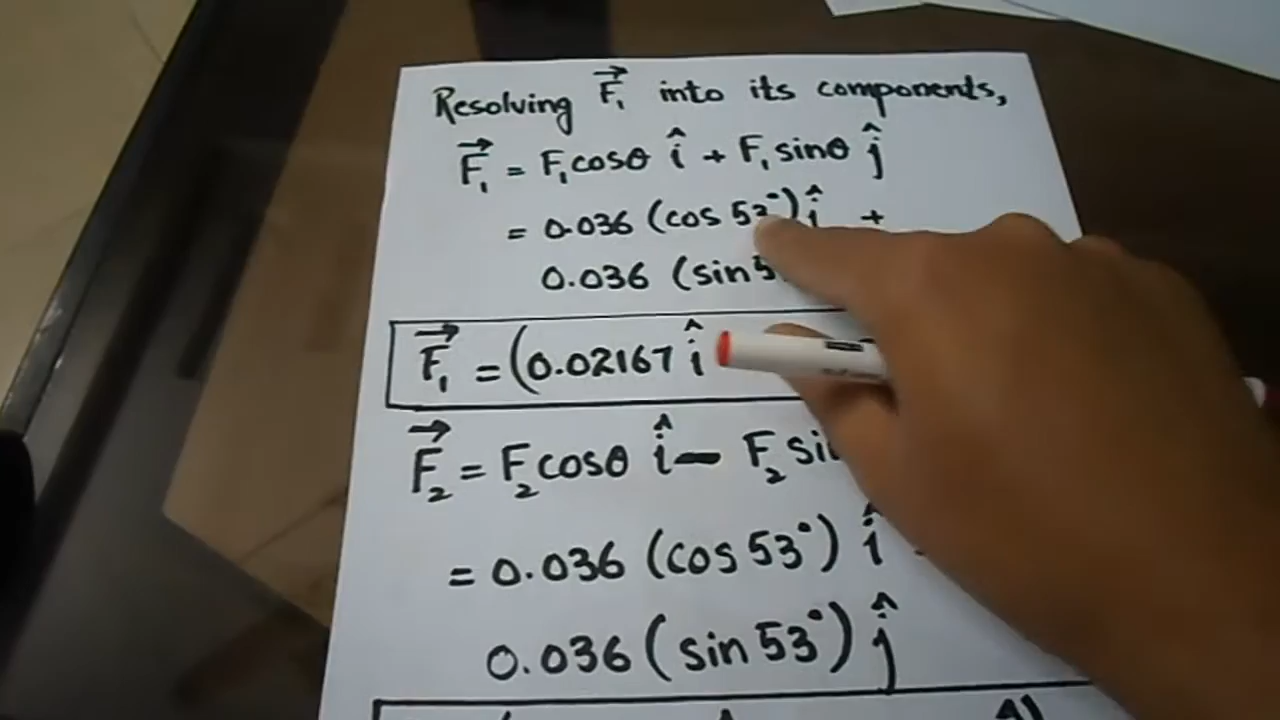 Resolving F₁⃗ into its components,
F₁⃗ = F₁cosθ î + F₁sinθ ĵ
= 0.036 (cos 53°) î +
0.036 (sin 5
F₁⃗ = (0.02167 î
F₂⃗ = F₂cosθ î − F₂
= 0.036 (cos 53°) î
0.036 (sin 53°) ĵ